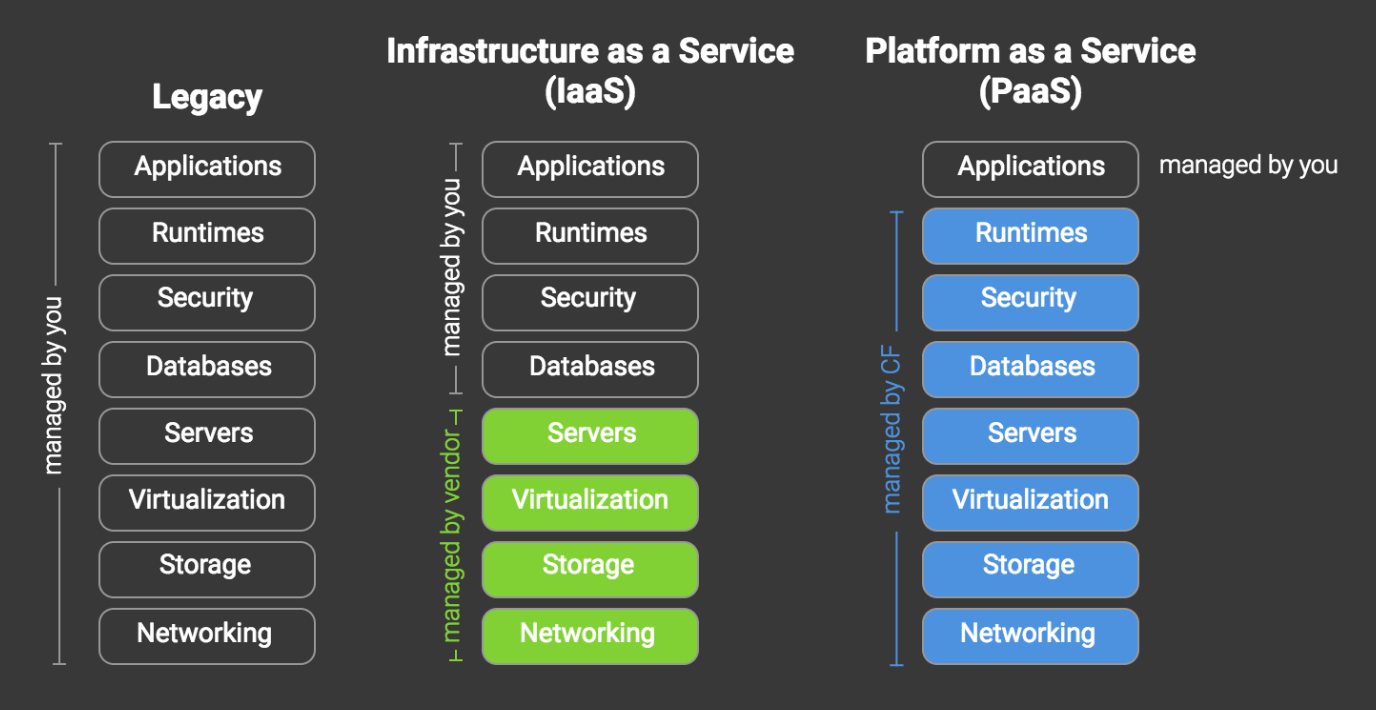 Legacy
managed by you
Applications
Runtimes
Security
Databases
Servers
Virtualization
Storage
Networking
Infrastructure as a Service
(IaaS)
managed by you
managed by vendor
Applications
Runtimes
Security
Databases
Servers
Virtualization
Storage
Networking
Platform as a Service
(PaaS)
Applications
managed by you
managed by CF
Runtimes
Security
Databases
Servers
Virtualization
Storage
Networking